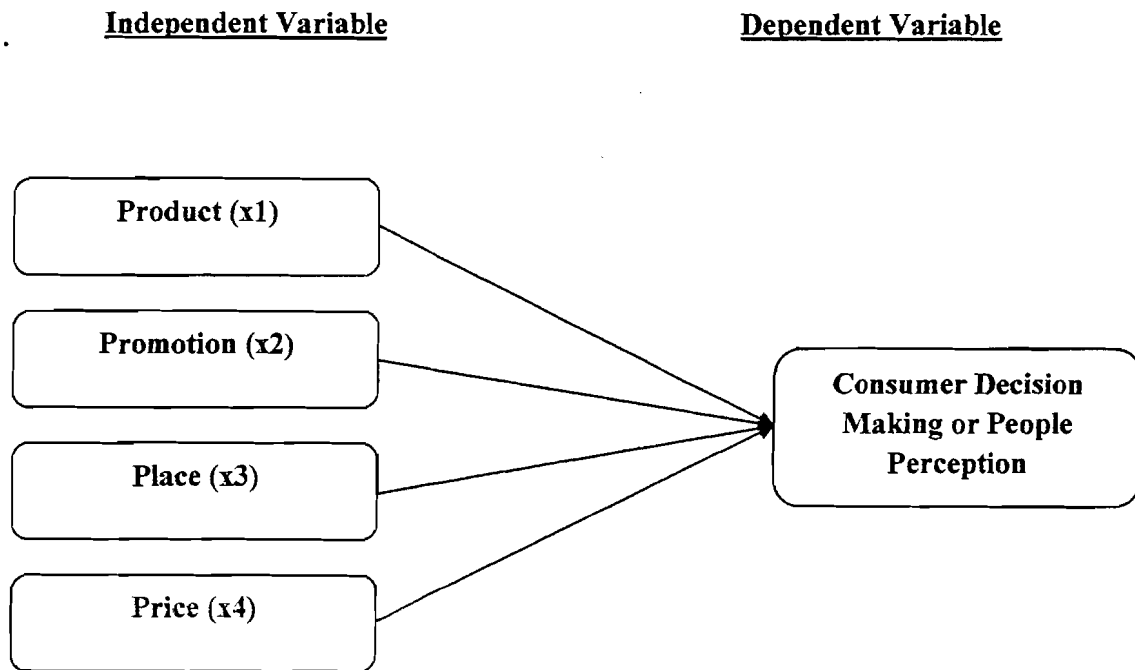 Independent Variable
Dependent Variable
Product (x1)
Promotion (x2)
Place (x3)
Price (x4)
Consumer Decision
Making or People
Perception